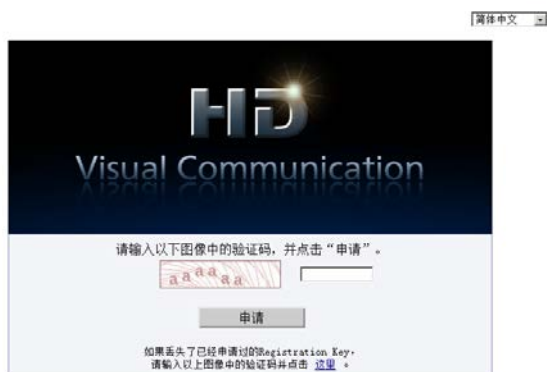 简体中文
HD
Visual Communication
请输入以下图像中的验证码，并点击“申请”。
aaaaaa
申请
如果丢失了已经申请过的Registration Key，
请输入以上图像中的验证码并点击 这里 。